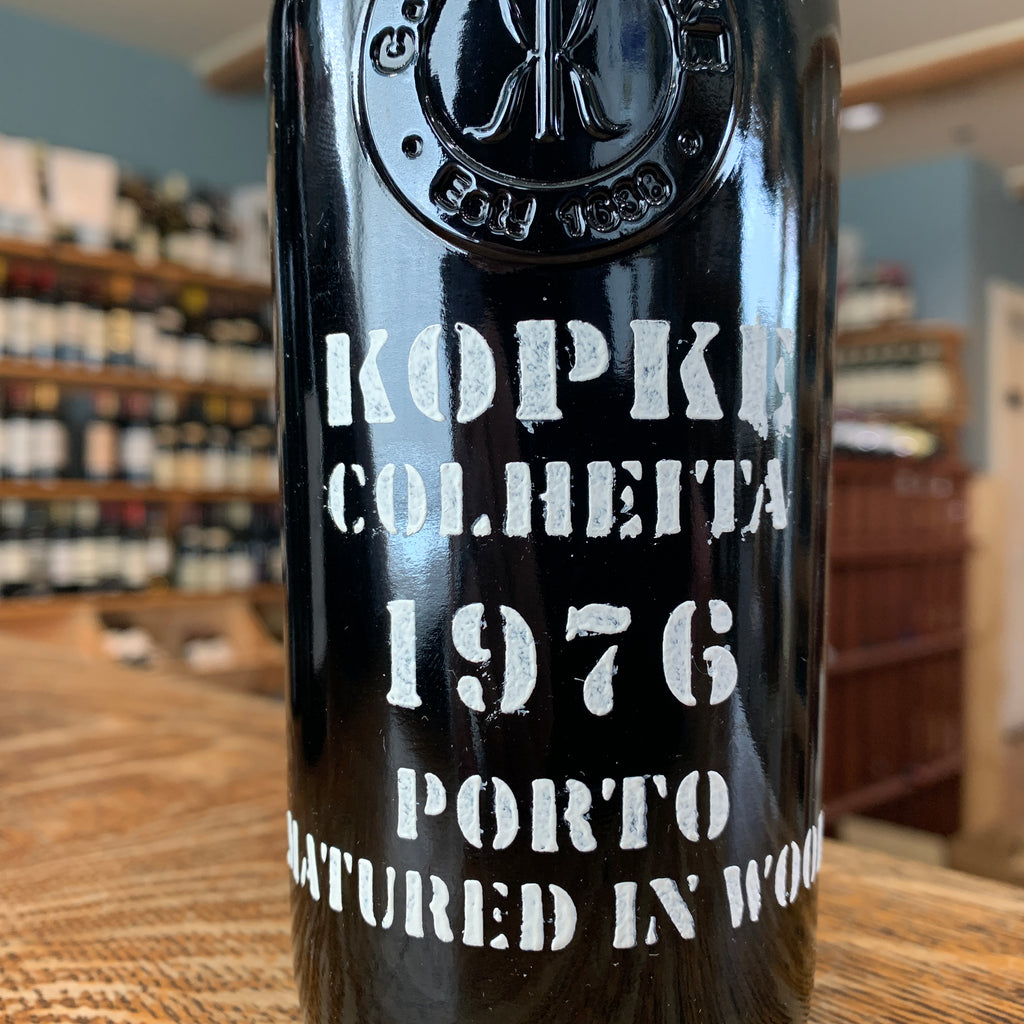 Estd 1638
KOPKE
COLHEITA
1976
PORTO
MATURED IN WOOD